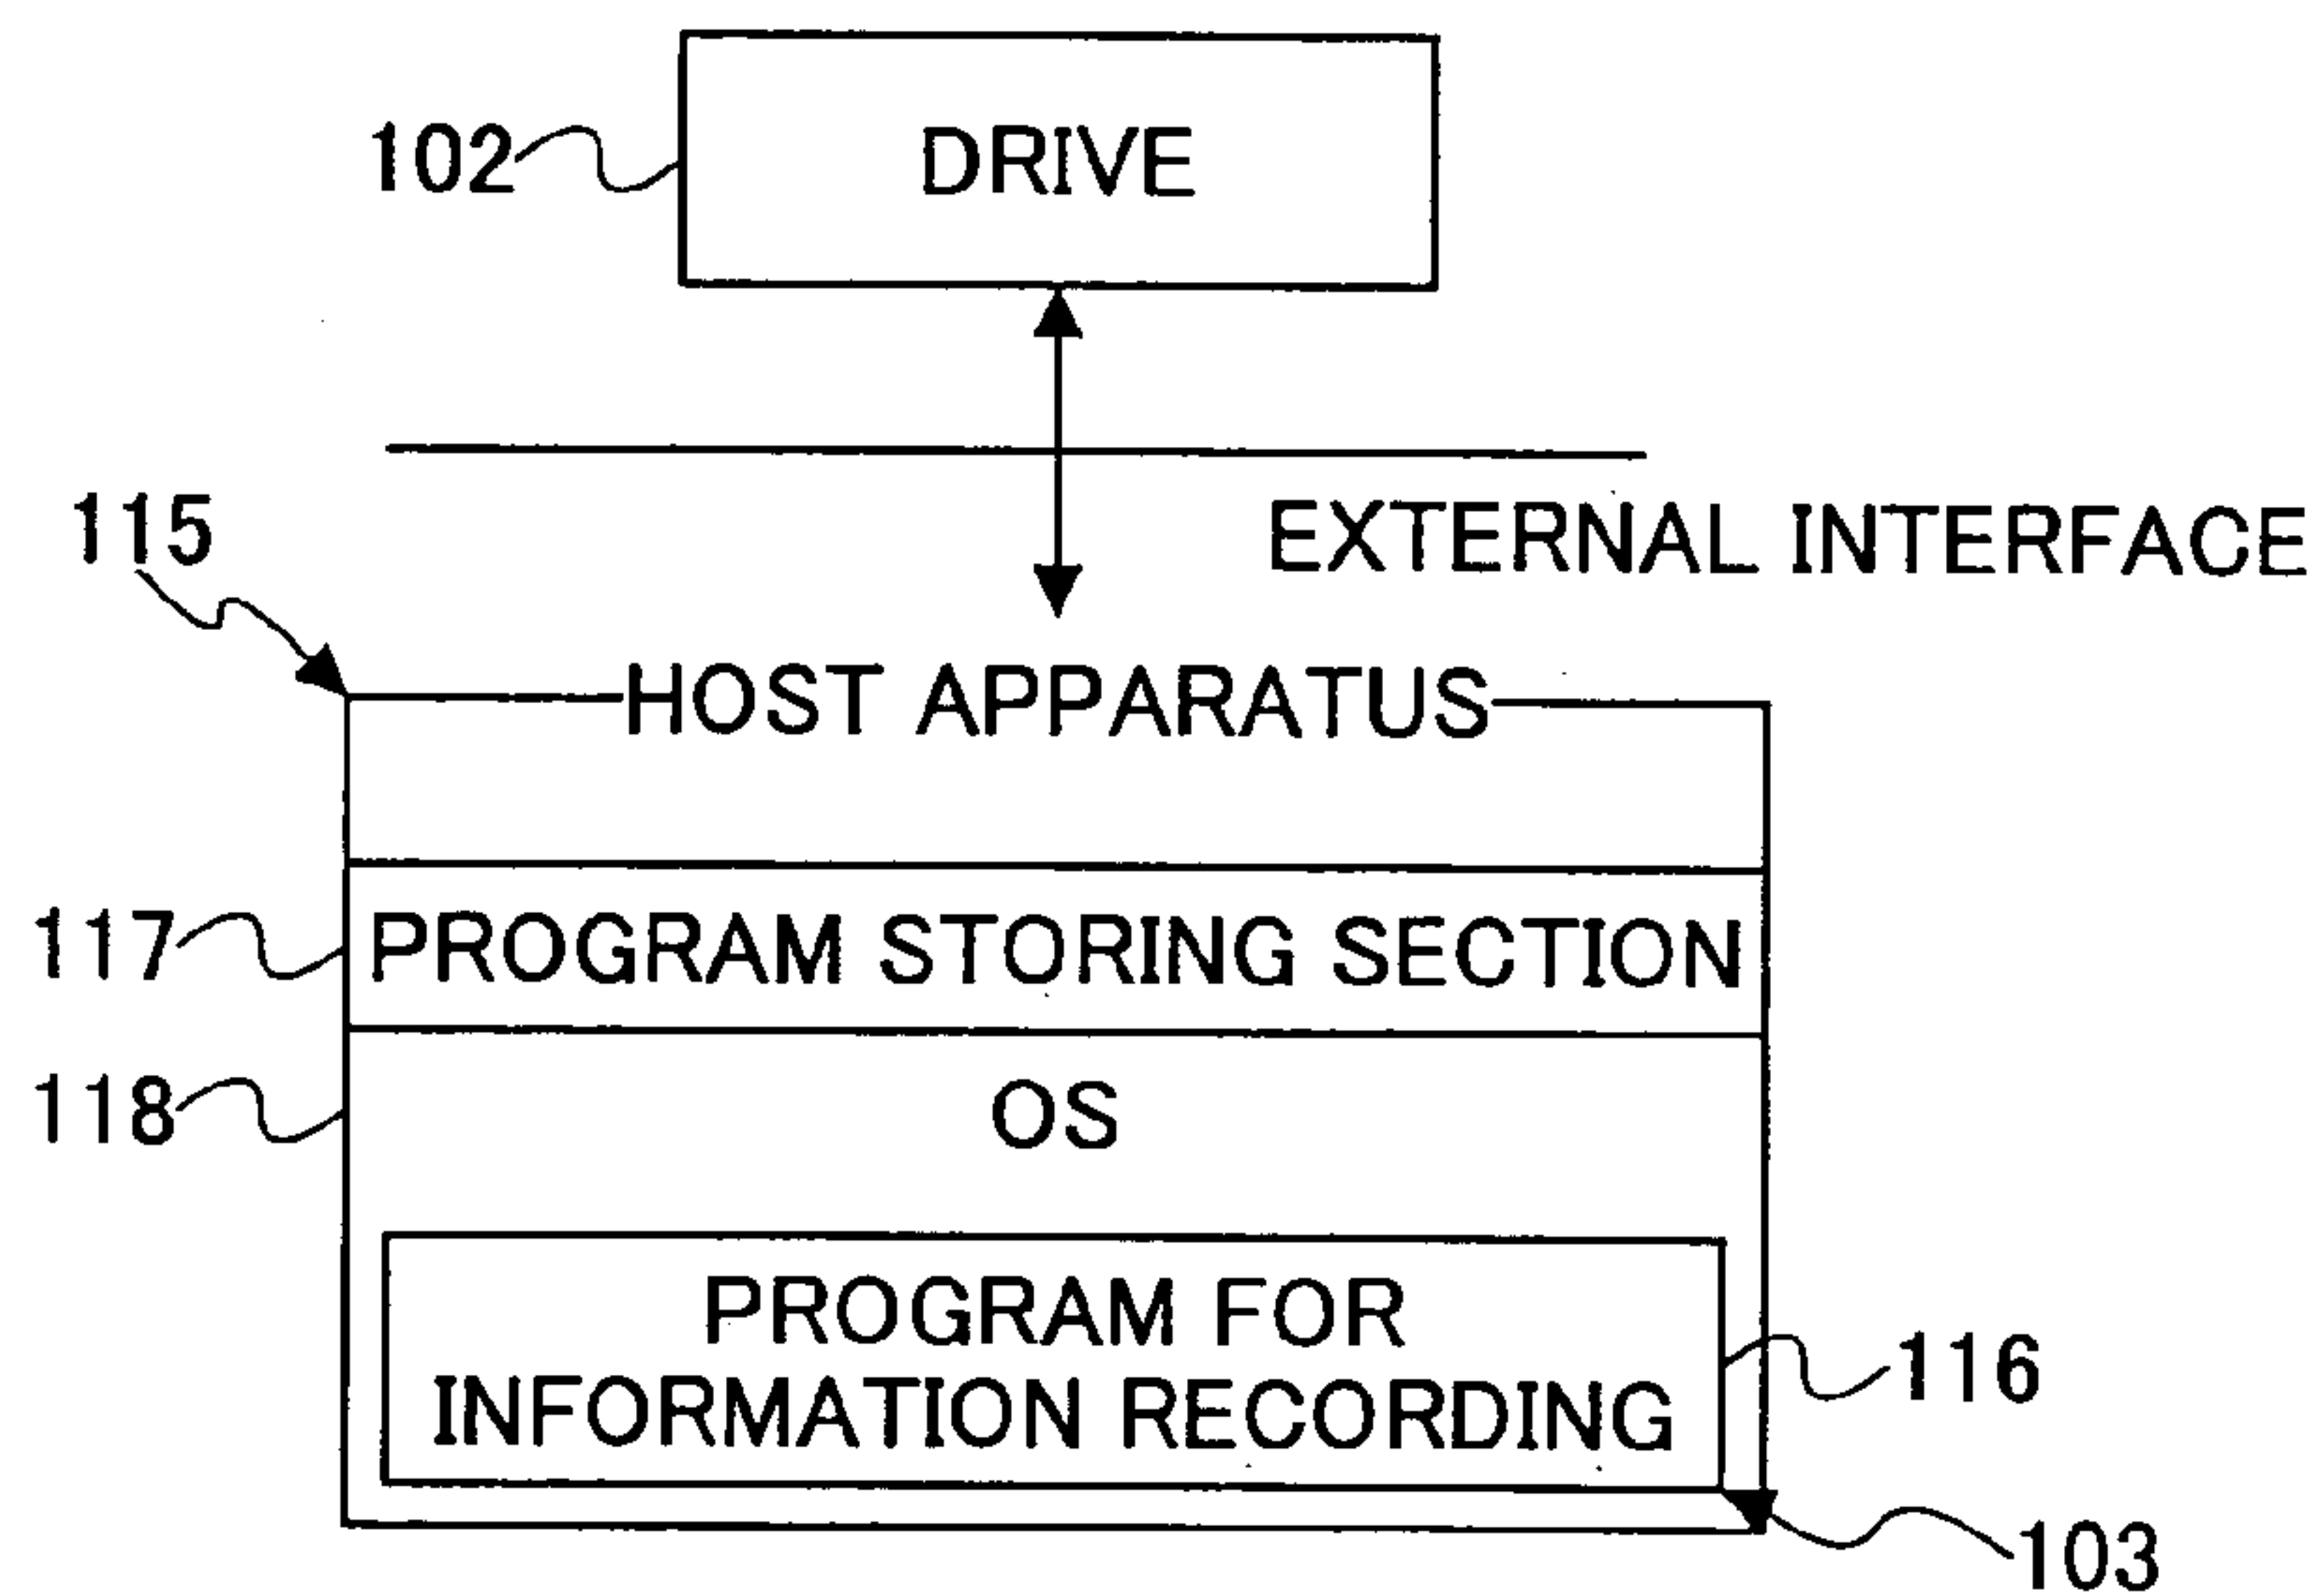 102
DRIVE
EXTERNAL INTERFACE
115
HOST APPARATUS
117
PROGRAM STORING SECTION
118
OS
PROGRAM FOR
INFORMATION RECORDING
116
103